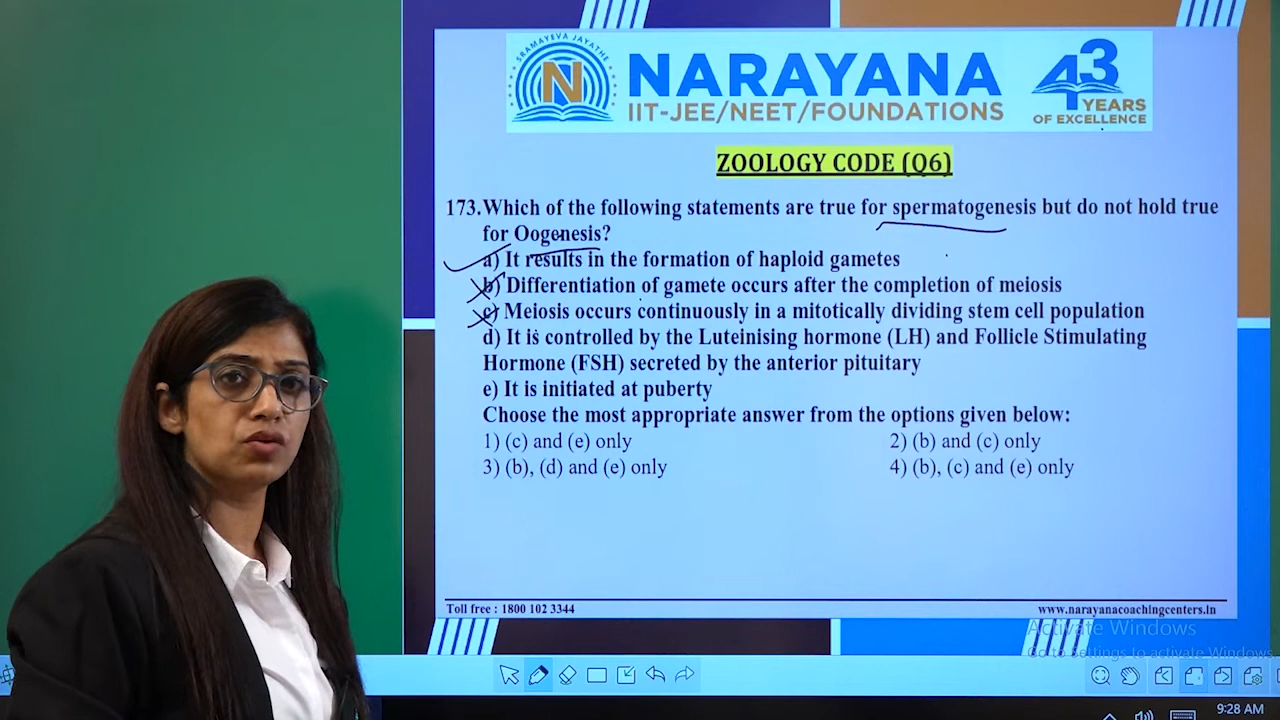 SRAMAYEVA JAYATHE
N
NARAYANA
IIT-JEE/NEET/FOUNDATIONS
43
YEARS
OF EXCELLENCE
ZOOLOGY CODE (Q6)
173.Which of the following statements are true for spermatogenesis but do not hold true
for Oogenesis?
a) It results in the formation of haploid gametes
b) Differentiation of gamete occurs after the completion of meiosis
c) Meiosis occurs continuously in a mitotically dividing stem cell population
d) It is controlled by the Luteinising hormone (LH) and Follicle Stimulating
Hormone (FSH) secreted by the anterior pituitary
e) It is initiated at puberty
Choose the most appropriate answer from the options given below:
1) (c) and (e) only 2) (b) and (c) only
3) (b), (d) and (e) only 4) (b), (c) and (e) only
Toll free : 1800 102 3344 www.narayanacoachingcenters.in
Activate Windows
Go to Settings to activate Windows.
9:28 AM